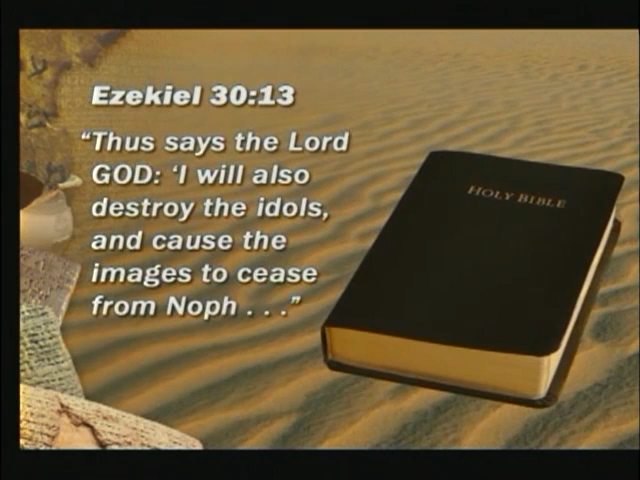 Ezekiel 30:13
“Thus says the Lord
GOD: ‘I will also
destroy the idols,
and cause the
images to cease
from Noph . . .”
HOLY BIBLE